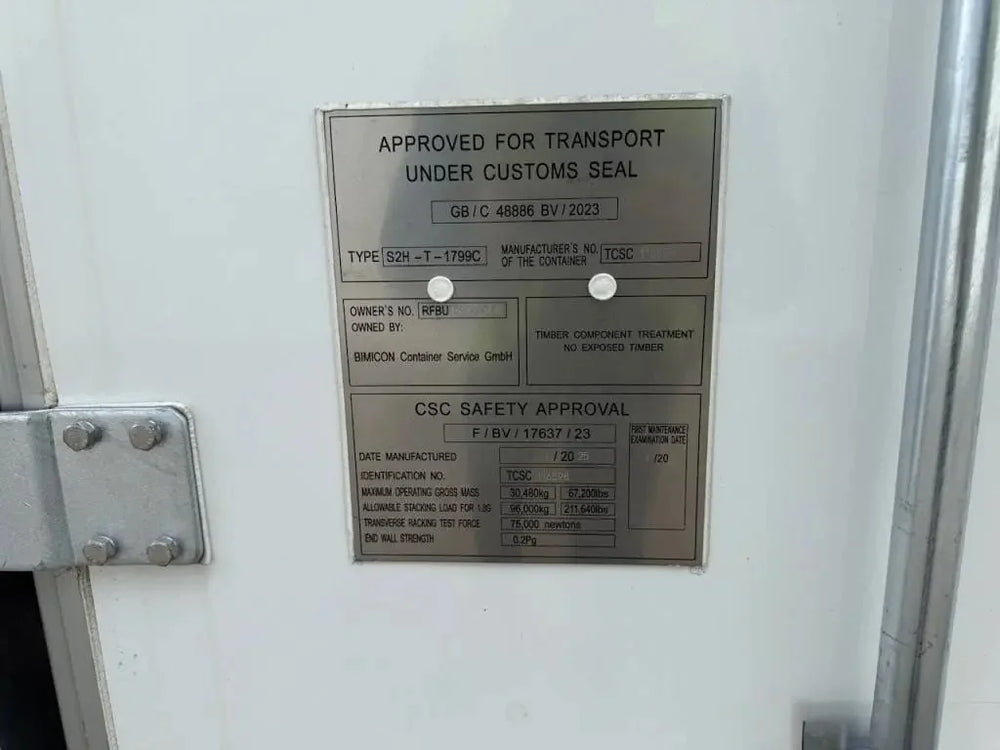 APPROVED FOR TRANSPORT
UNDER CUSTOMS SEAL
GB/C 48886 BV/2023
TYPE S2H-T-1799C
MANUFACTURER'S NO.
OF THE CONTAINER
TCSC
OWNER'S NO. RFBU
OWNED BY:
BIMICON Container Service GmbH
TIMBER COMPONENT TREATMENT
NO EXPOSED TIMBER
CSC SAFETY APPROVAL
F/BV/17637/23
FIRST MAINTENANCE
EXAMINATION DATE
/20
DATE MANUFACTURED /20
IDENTIFICATION NO. TCSC
MAXIMUM OPERATING GROSS MASS 30,480kg 67,200lbs
ALLOWABLE STACKING LOAD FOR 1.8G 96,000kg 211,640lbs
TRANSVERSE RACKING TEST FORCE 75,000 newtons
END WALL STRENGTH 0.2Pg